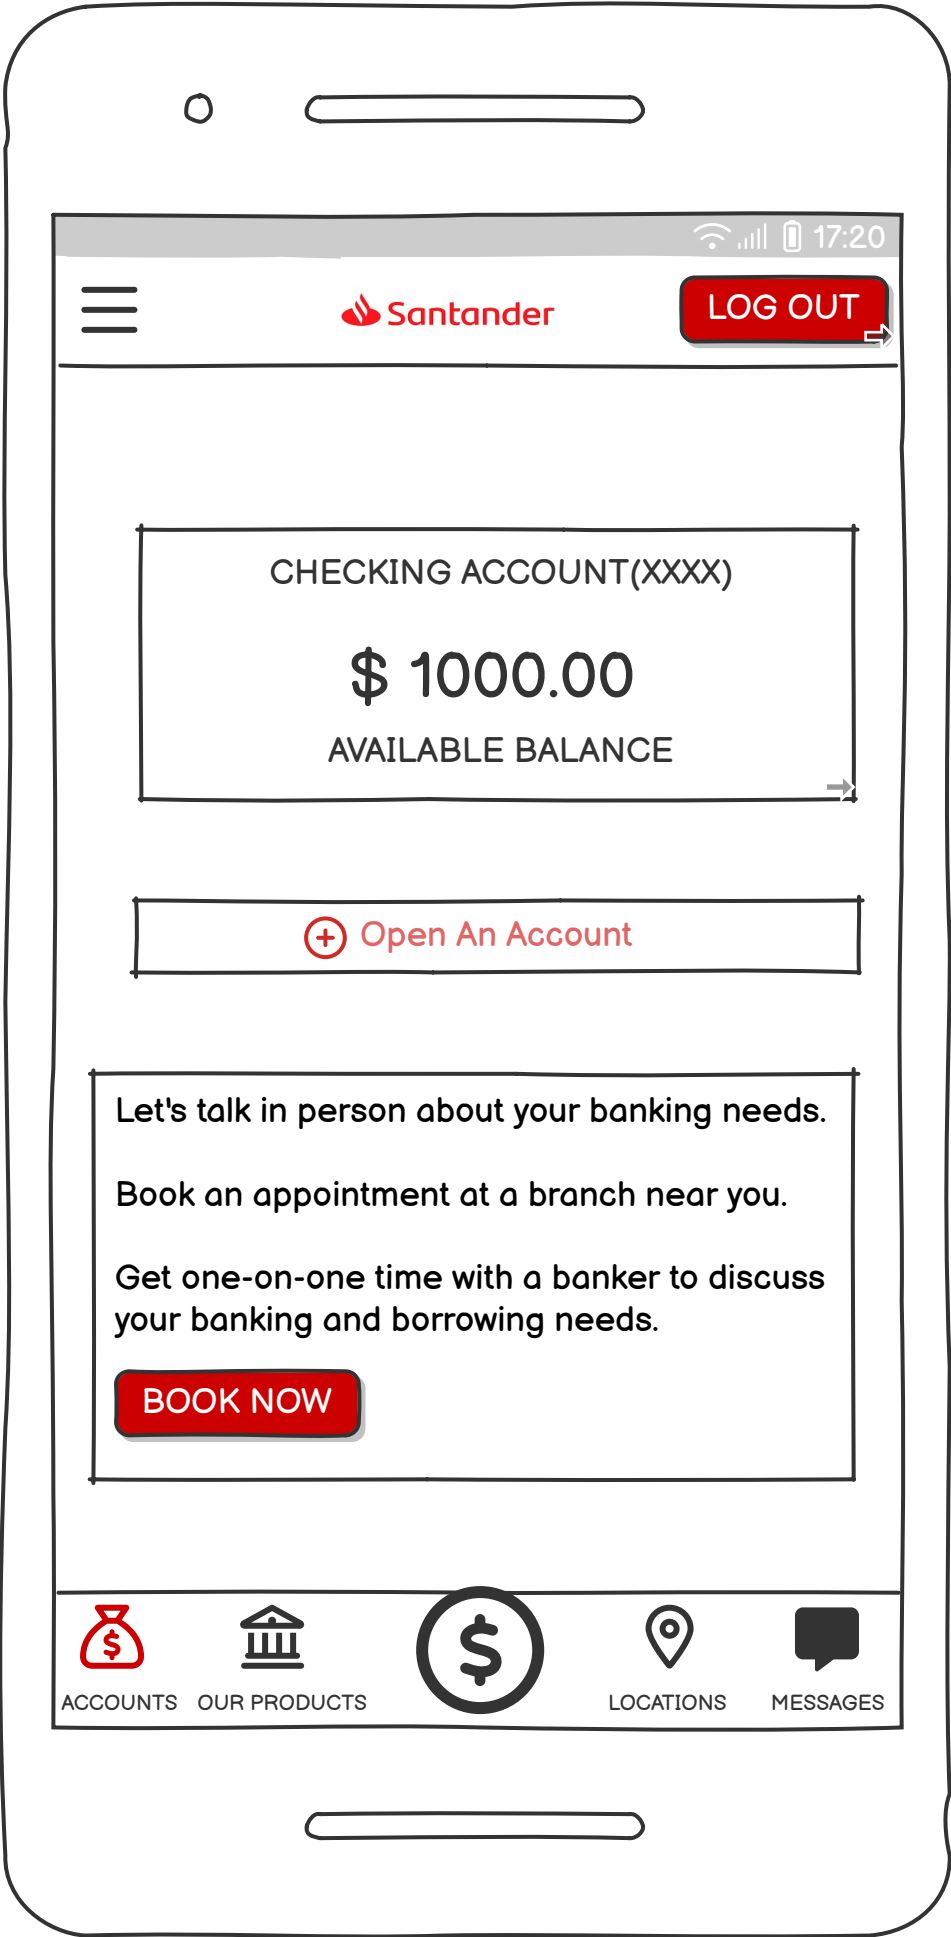 17:20
Santander
LOG OUT
CHECKING ACCOUNT(XXXX)
$ 1000.00
AVAILABLE BALANCE
Open An Account
Let's talk in person about your banking needs.
Book an appointment at a branch near you.
Get one-on-one time with a banker to discuss
your banking and borrowing needs.
BOOK NOW
$
$
ACCOUNTS
OUR PRODUCTS
LOCATIONS
MESSAGES